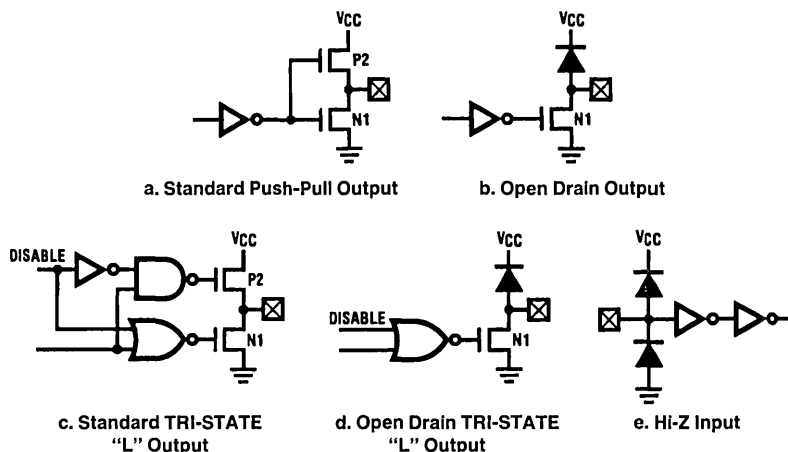 VCC
P2
N1
a. Standard Push-Pull Output
VCC
N1
b. Open Drain Output
DISABLE
VCC
P2
N1
c. Standard TRI-STATE
“L” Output
VCC
DISABLE
N1
d. Open Drain TRI-STATE
“L” Output
VCC
e. Hi-Z Input